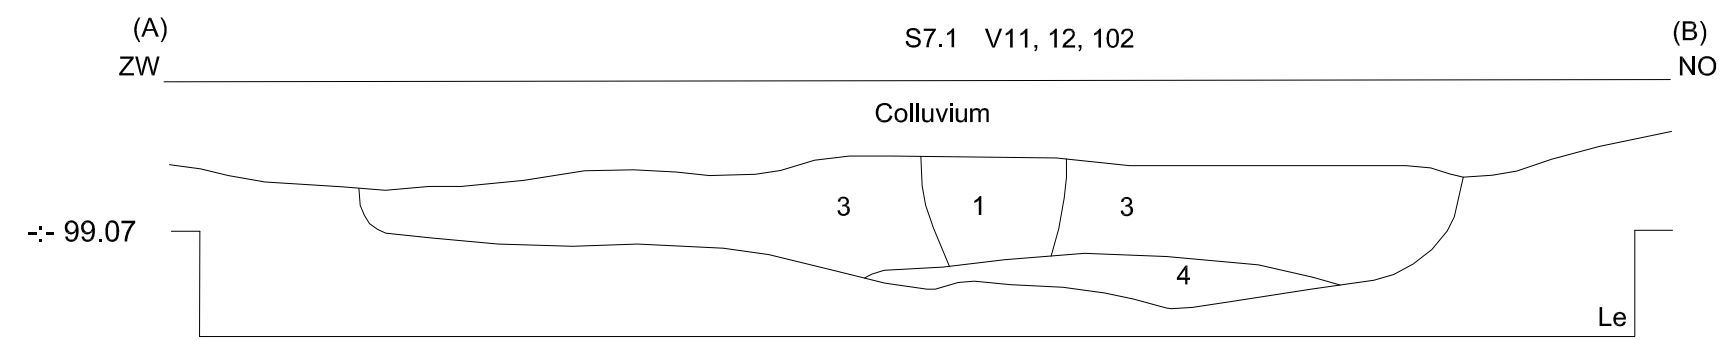 (A)
ZW
S7.1 V11, 12, 102
(B)
NO
Colluvium
3
1
3
-:- 99.07
4
Le